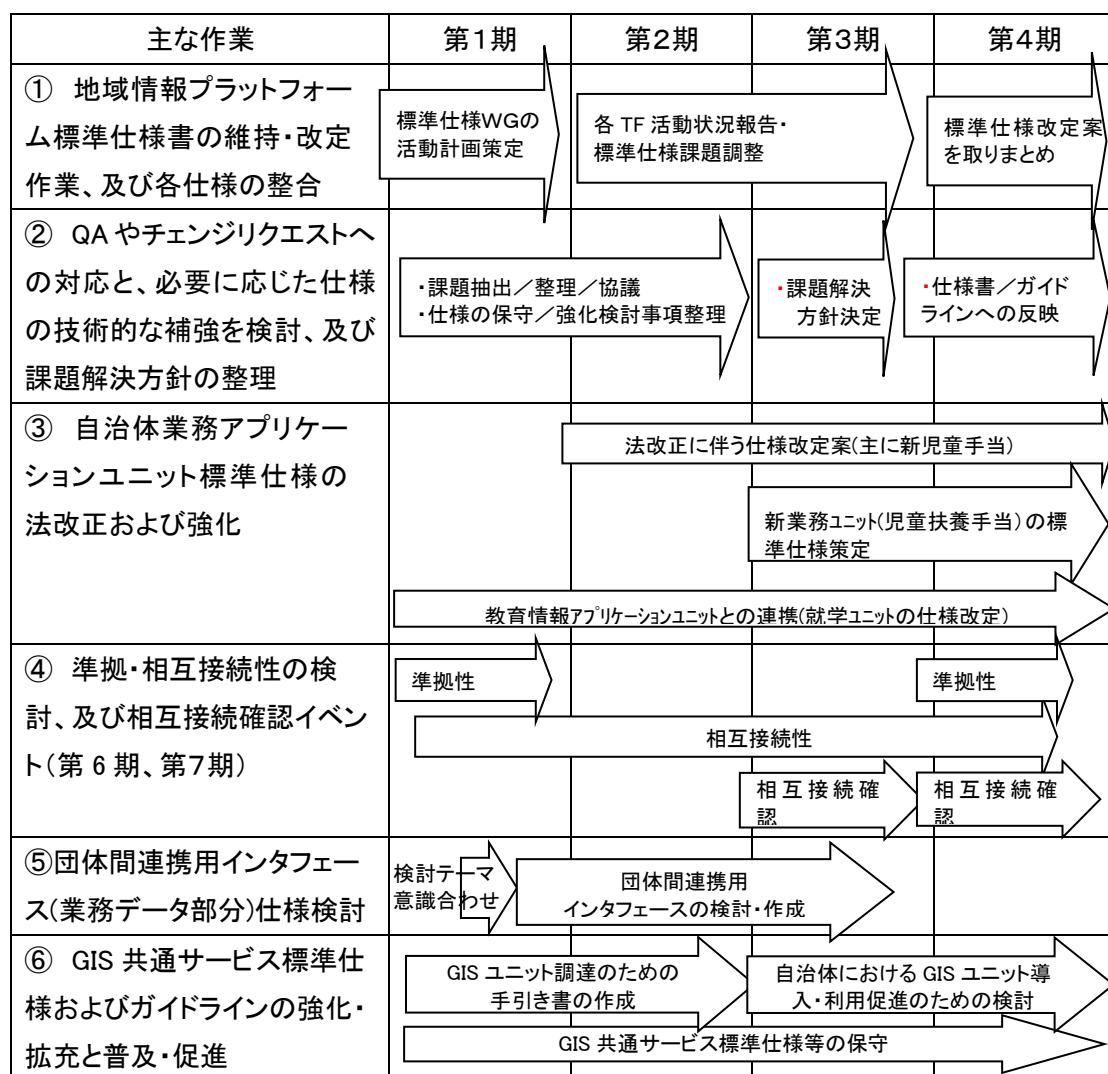 主な作業
第1期
第2期
第3期
第4期
① 地域情報プラットフォー
ム標準仕様書の維持・改定
作業、及び各仕様の整合
標準仕様WGの
活動計画策定
各 TF 活動状況報告・
標準仕様課題調整
標準仕様改定案
を取りまとめ
② QA やチェンジリクエストへ
の対応と、必要に応じた仕様
の技術的な補強を検討、及び
課題解決方針の整理
・課題抽出／整理／協議
・仕様の保守／強化検討事項整理
・課題解決
方針決定
・仕様書／ガイド
ラインへの反映
③ 自治体業務アプリケー
ションユニット標準仕様の
法改正および強化
法改正に伴う仕様改定案(主に新児童手当)
新業務ユニット(児童扶養手当)の標
準仕様策定
教育情報アプリケーションユニットとの連携(就学ユニットの仕様改定)
④ 準拠・相互接続性の検
討、及び相互接続確認イベン
ト(第 6 期、第7期)
準拠性
準拠性
相互接続性
相互接続確
認
相互接続確
認
⑤団体間連携用インタフェー
ス(業務データ部分)仕様検討
検討テーマ
意識合わせ
団体間連携用
インタフェースの検討・作成
⑥ GIS 共通サービス標準仕
様およびガイドラインの強化・
拡充と普及・促進
GIS ユニット調達のための
手引き書の作成
自治体における GIS ユニット導
入・利用促進のための検討
GIS 共通サービス標準仕様等の保守